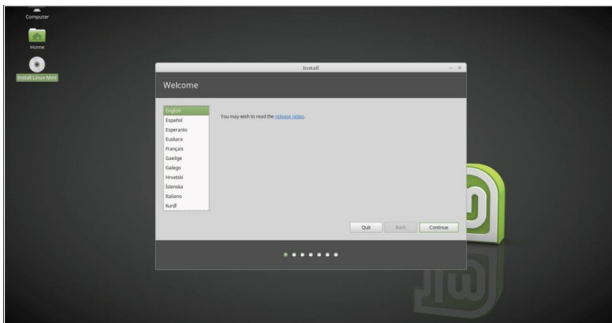 Computer
Home
Install Linux Mint
Install
Welcome
English
Español
Esperanto
Euskara
Français
Gaeilge
Galego
Hrvatski
Íslenska
Italiano
Kurdî
You may wish to read the release notes.
Quit
Back
Continue